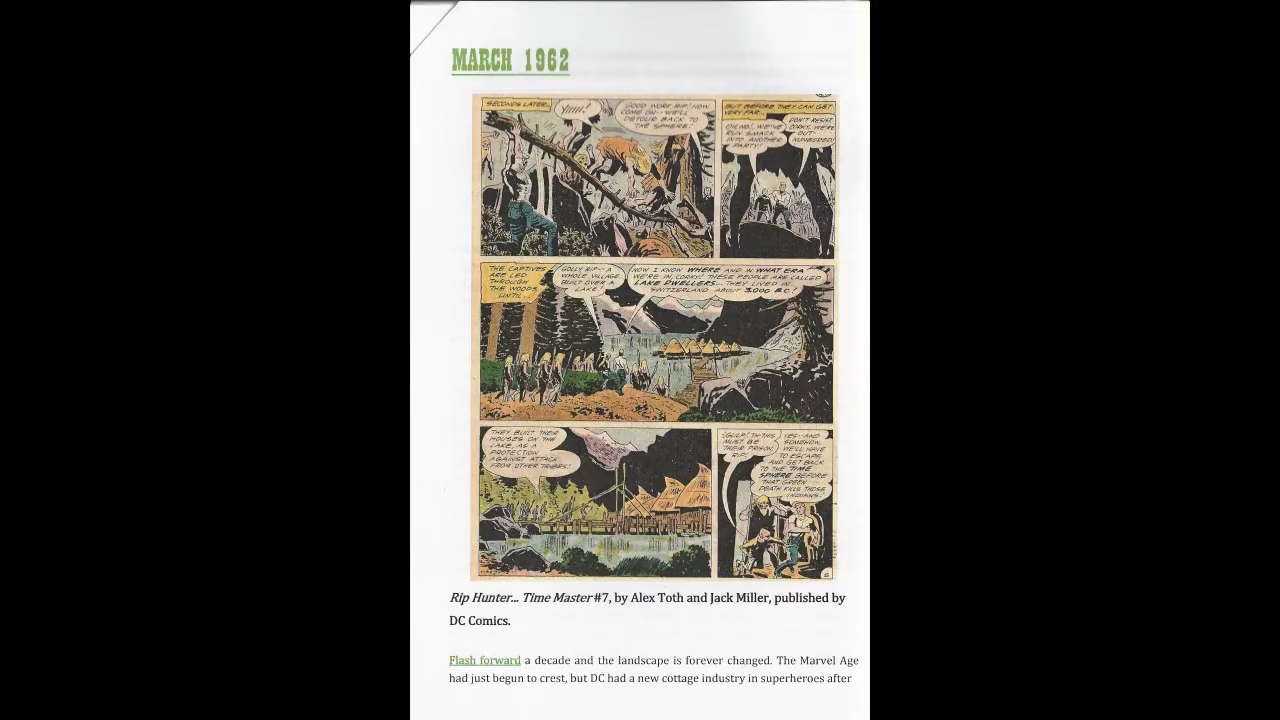 MARCH 1962
SECONDS LATER...
YIIIII!
GOOD WORK RIP! NOW
COME ON--WE'LL
DETOUR BACK TO
THE SPHERE!
BUT BEFORE THEY CAN GET
VERY FAR...
OH, NO! WE'VE
RUN SMACK
INTO ANOTHER
PARTY!
DON'T RESIST
CORKY, WE'RE
OUT-
NUMBERED!
THE CAPTIVES
ARE LED
THROUGH
THE WOODS,
UNTIL...
GOLLY RIP--A
WHOLE VILLAGE
BUILT OVER A
LAKE!
NOW I KNOW WHERE AND IN WHAT ERA
WE'RE IN, CORKY! THESE PEOPLE ARE CALLED
LAKE DWELLERS... THEY LIVED IN
SWITZERLAND ABOUT 3,000 B.C.!
THEY BUILT THEIR
HOUSES ON THE
LAKE, AS A
PROTECTION
AGAINST ATTACK
FROM OTHER TRIBES!
(GULP!) TH-THIS
MUST BE
THEIR PRISON,
RIP!
YES--AND
SOMEHOW,
WE'LL HAVE
TO ESCAPE
AND GET BACK
TO THE TIME
SPHERE BEFORE
THAT GREEN
DEATH KILLS THOSE
INDIANS!
Rip Hunter... Time Master #7, by Alex Toth and Jack Miller, published by
DC Comics.
Flash forward a decade and the landscape is forever changed. The Marvel Age
had just begun to crest, but DC had a new cottage industry in superheroes after